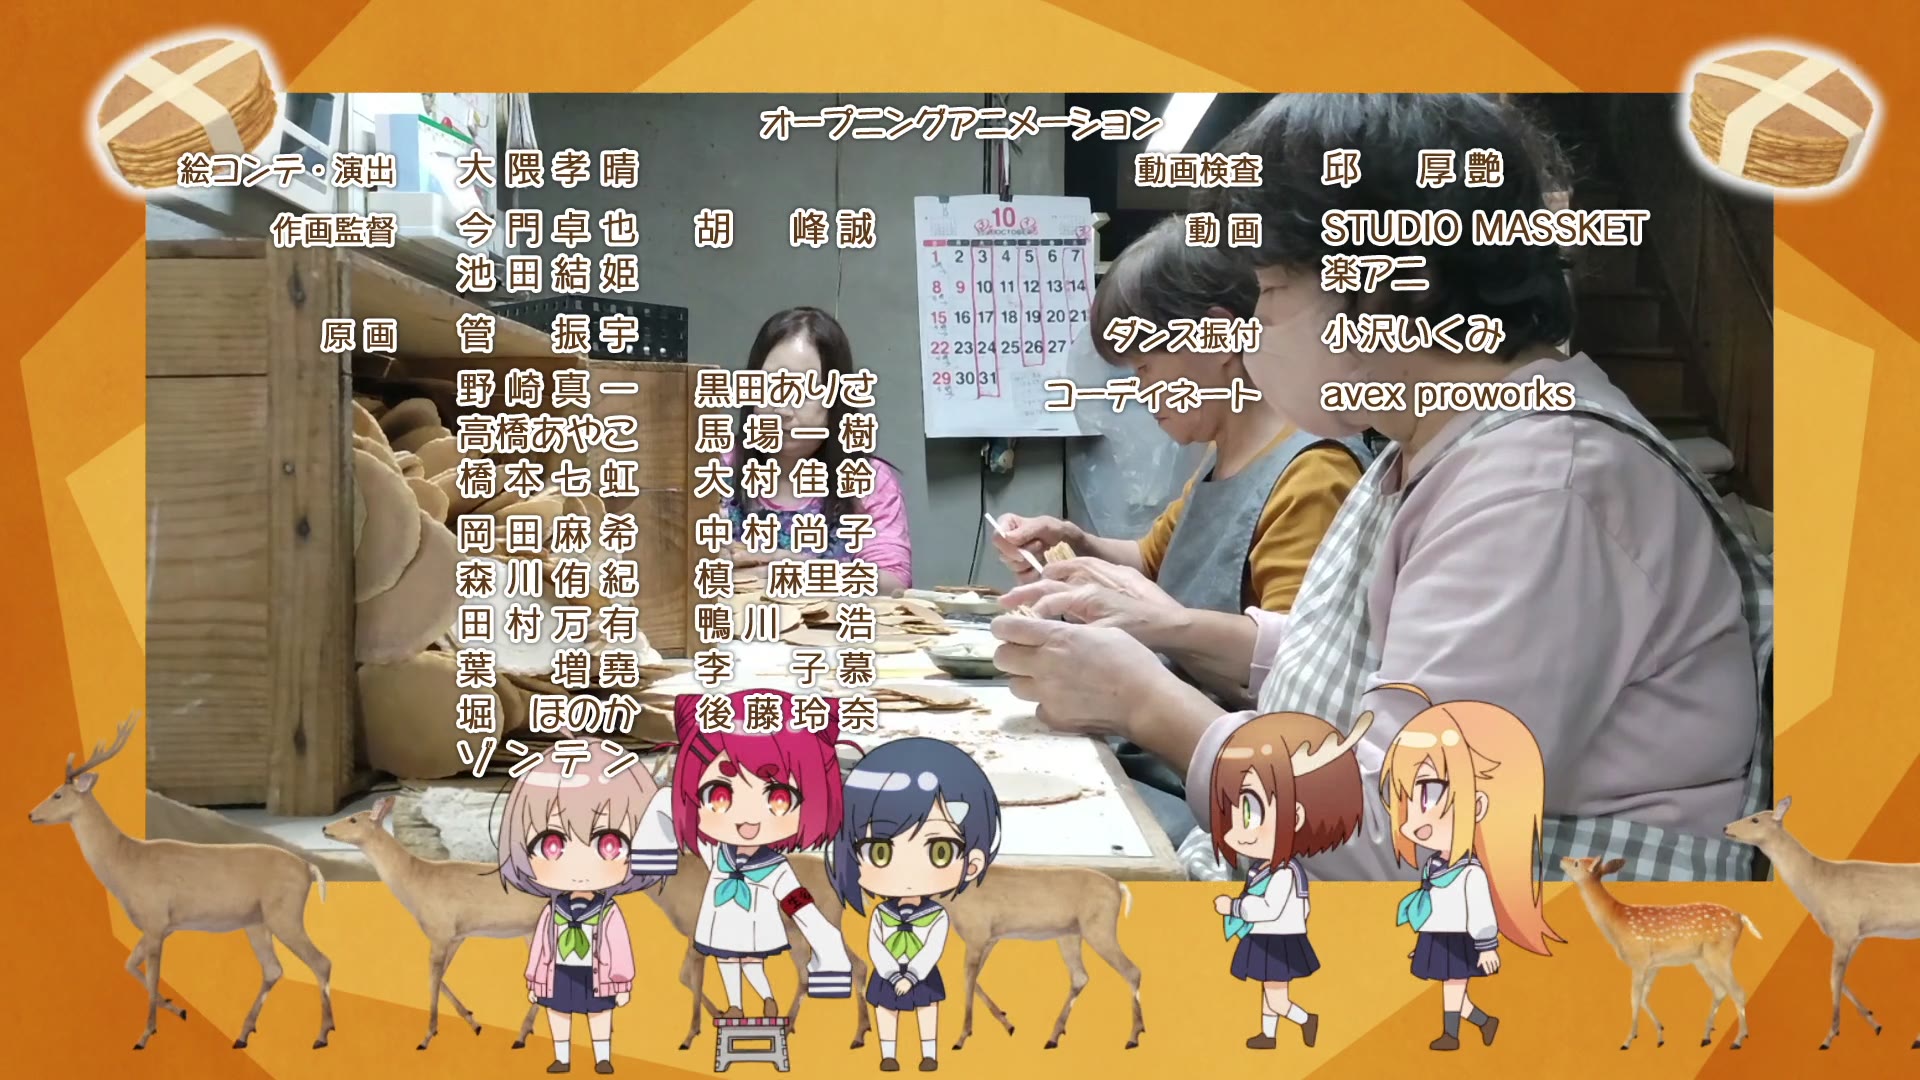 オープニングアニメーション
絵コンテ・演出 大隈孝晴
作画監督 今門卓也 胡 峰誠
池田結姫
原画 管 振宇
野崎真一 黒田ありさ
高橋あやこ 馬場一樹
橋本七虹 大村佳鈴
岡田麻希 中村尚子
森川侑紀 槙 麻里奈
田村万有 鴨川 浩
葉 増堯 李 子慕
堀 ほのか 後藤玲奈
ゾンテン
動画検査 邱 厚艶
動画 STUDIO MASSKET
楽アニ
ダンス振付 小沢いくみ
コーディネート avex proworks
10
OCTOBER
1 2 3 4 5 6 7
8 9 10 11 12 13 14
15 16 17 18 19 20 21
22 23 24 25 26 27
29 30 31